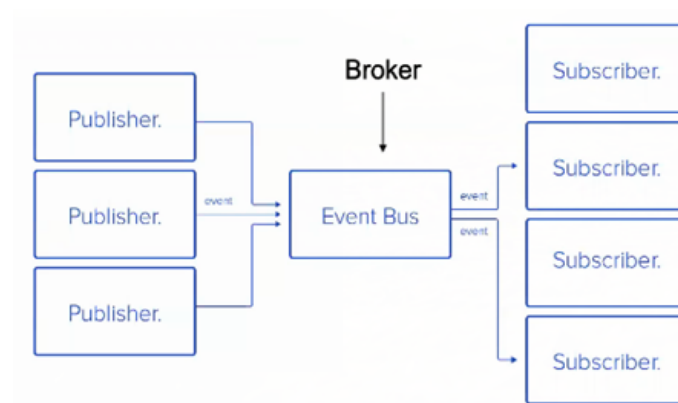 Broker
Publisher.
Publisher.
Publisher.
event
Event Bus
event
event
Subscriber.
Subscriber.
Subscriber.
Subscriber.